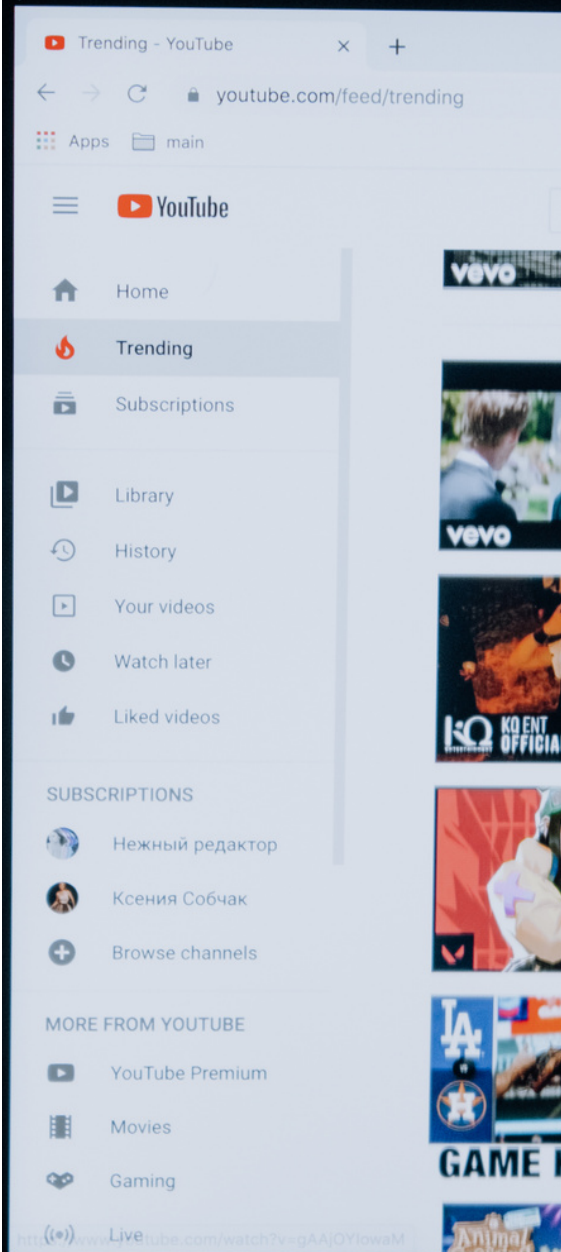 Trending - YouTube
youtube.com/feed/trending
Apps
main
YouTube
Home
Trending
Subscriptions
Library
History
Your videos
Watch later
Liked videos
SUBSCRIPTIONS
Нежный редактор
Ксения Собчак
Browse channels
MORE FROM YOUTUBE
YouTube Premium
Movies
Gaming
Live
vevo
vevo
KQ ENT
OFFICIA
LA
GAME
Animal